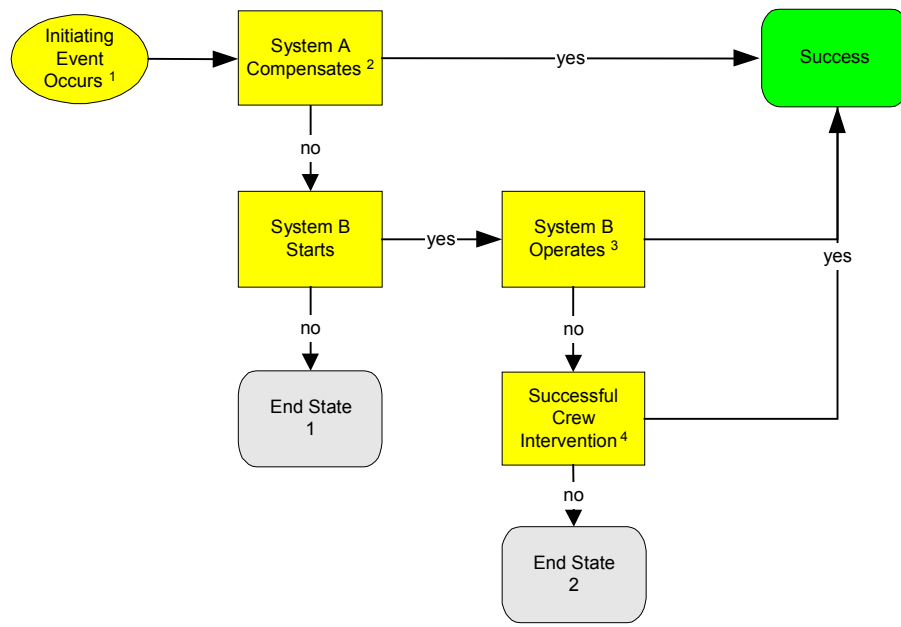 Initiating
Event
Occurs 1
System A
Compensates 2
yes
Success
no
System B
Starts
yes
System B
Operates 3
yes
no
no
End State
1
Successful
Crew
Intervention 4
no
End State
2